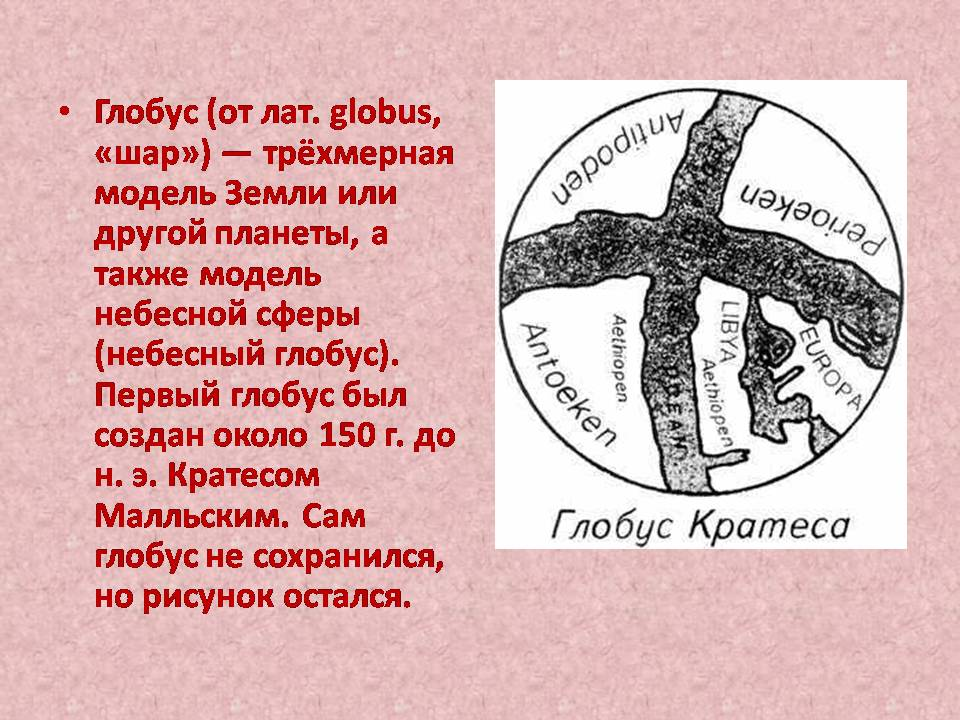 • Глобус (от лат. globus,
«шар») — трёхмерная
модель Земли или
другой планеты, а
также модель
небесной сферы
(небесный глобус).
Первый глобус был
создан около 150 г. до
н. э. Кратесом
Малльским. Сам
глобус не сохранился,
но рисунок остался.
Antipoden
Perioeken
Antoeken
Aethiopen
LIBYA
Aethiopen
EUROPA
Глобус Кратеса